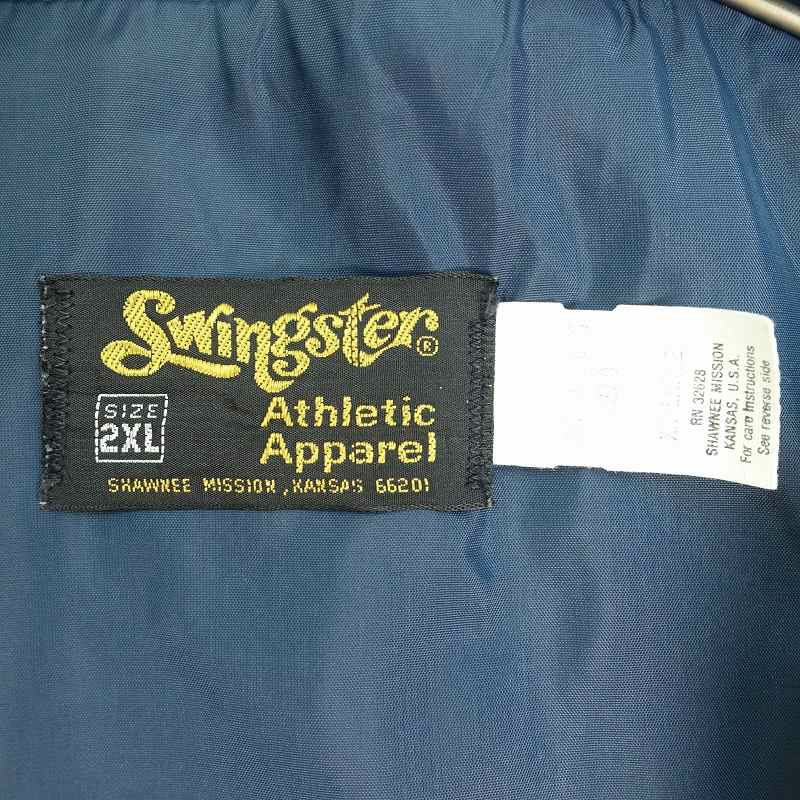 Swingster®
SIZE
2XL
Athletic
Apparel
SHAWNEE MISSION, KANSAS 66201
RN 32628
SHAWNEE MISSION
KANSAS, U.S.A.
For care Instructions
See reverse side